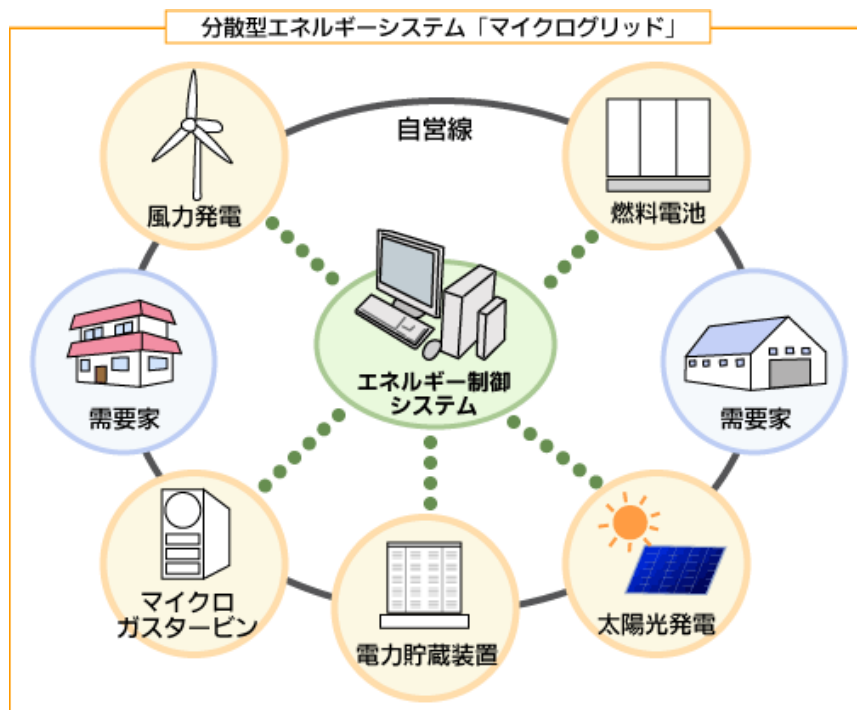 分散型エネルギーシステム「マイクログリッド」
自営線
風力発電
燃料電池
エネルギー制御
システム
需要家
需要家
マイクロ
ガスタービン
電力貯蔵装置
太陽光発電